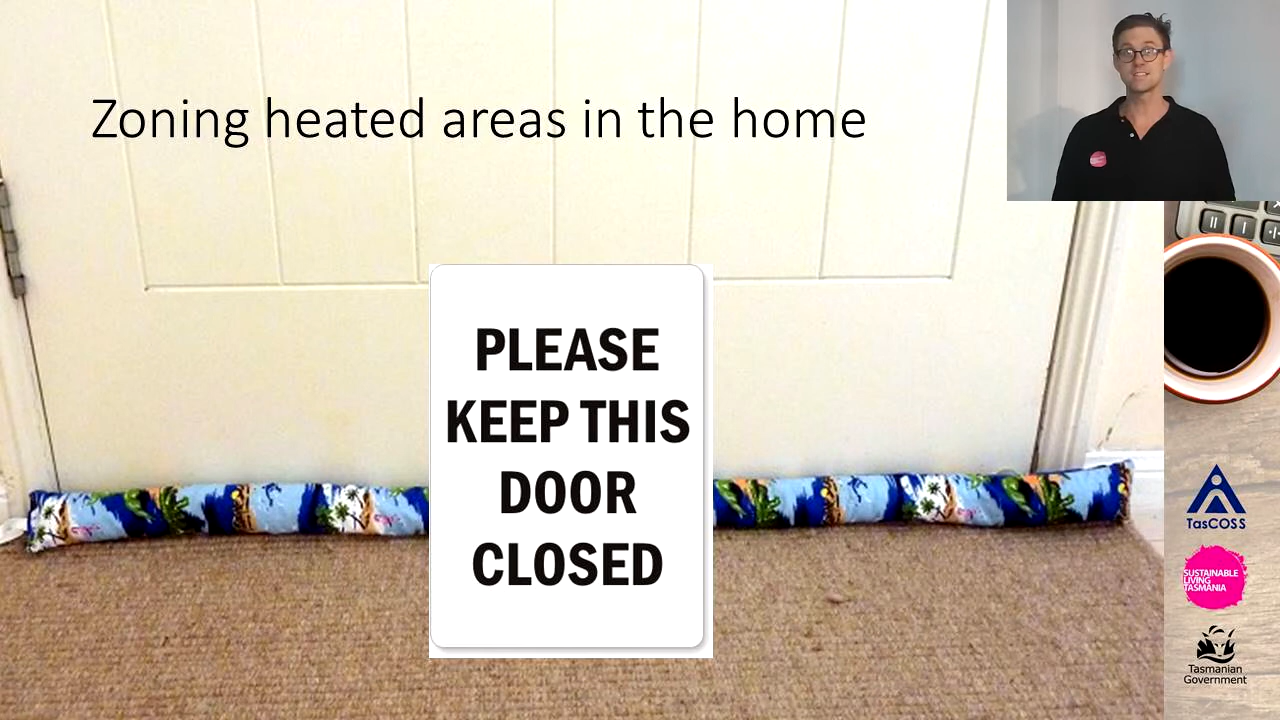 Zoning heated areas in the home
PLEASE
KEEP THIS
DOOR
CLOSED
TasCOSS
SUSTAINABLE
LIVING
TASMANIA
Tasmanian
Government